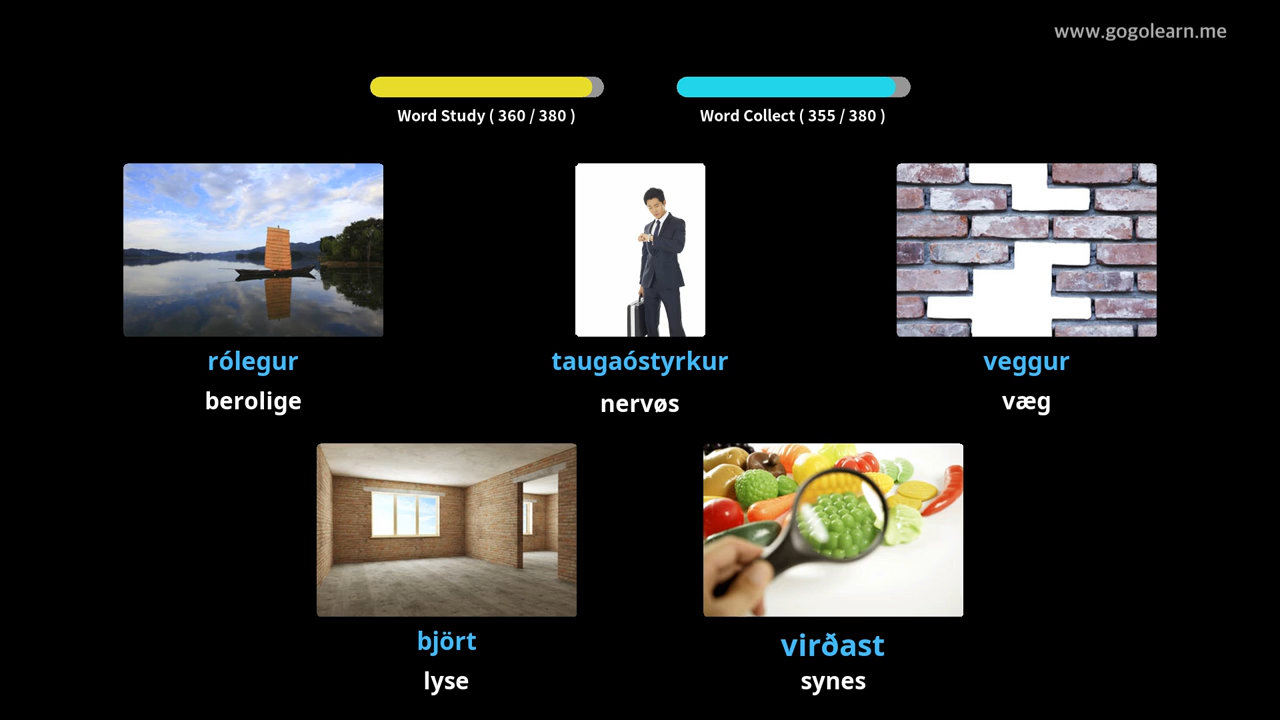 www.gogolearn.me
Word Study ( 360 / 380 )
Word Collect ( 355 / 380 )
rólegur
berolige
taugaóstyrkur
nervøs
veggur
væg
björt
lyse
virðast
synes